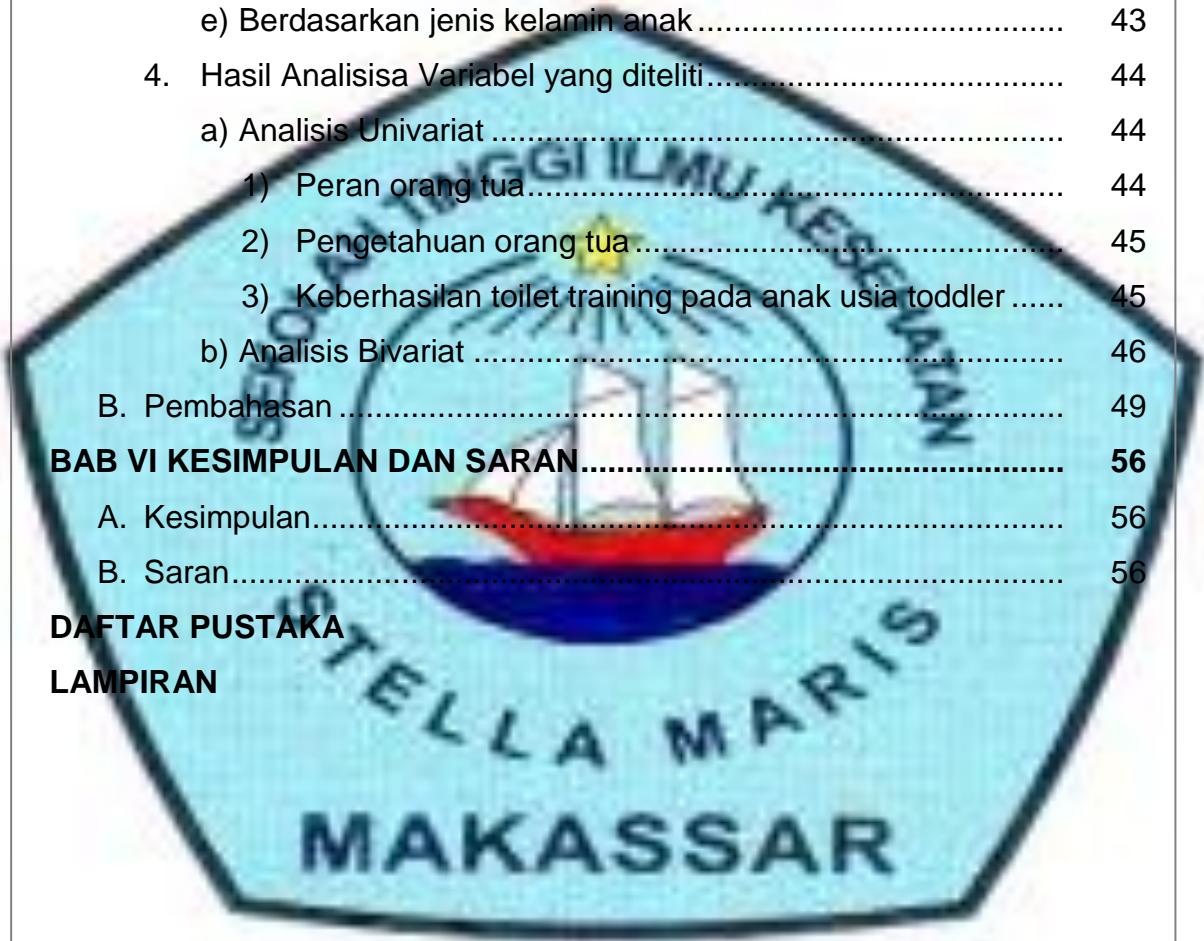 e) Berdasarkan jenis kelamin anak ..................................... 43
4. Hasil Analisisa Variabel yang diteliti ..................................... 44
a) Analisis Univariat ..................................... 44
1) Peran orang tua ..................................... 44
2) Pengetahuan orang tua ..................................... 45
3) Keberhasilan toilet training pada anak usia toddler ...... 45
b) Analisis Bivariat ..................................... 46
B. Pembahasan ..................................... 49
BAB VI KESIMPULAN DAN SARAN ..................................... 56
A. Kesimpulan ..................................... 56
B. Saran ..................................... 56
DAFTAR PUSTAKA
LAMPIRAN
SEKOLAH TINGGI ILMU KESEHATAN
STELLA MARIS
MAKASSAR